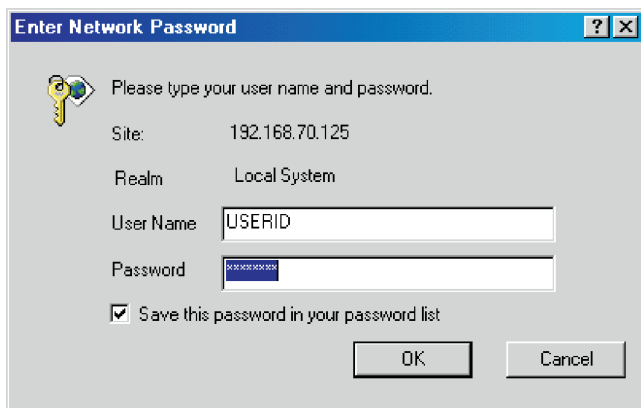 Enter Network Password
Please type your user name and password.
Site: 192.168.70.125
Realm Local System
User Name USERID
Password ********
Save this password in your password list
OK Cancel